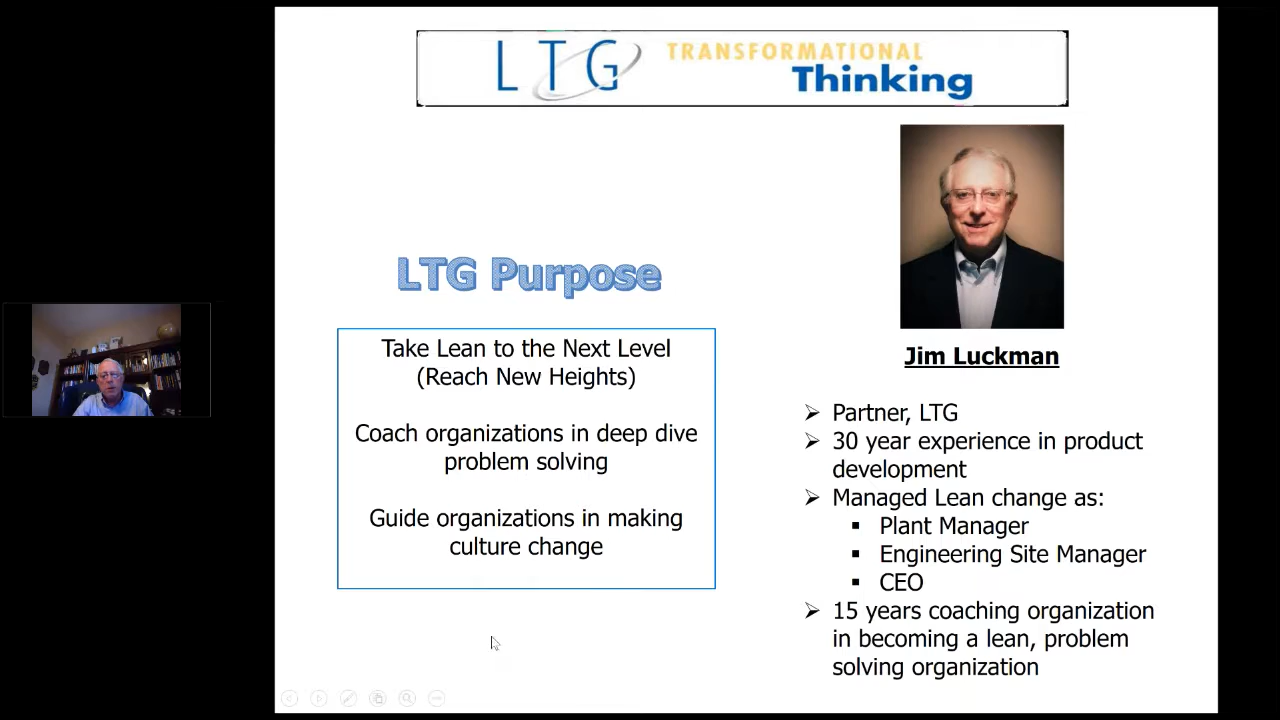 LTG TRANSFORMATIONAL
Thinking
LTG Purpose
Take Lean to the Next Level
(Reach New Heights)
Coach organizations in deep dive
problem solving
Guide organizations in making
culture change
Jim Luckman
Partner, LTG
30 year experience in product
development
Managed Lean change as:
Plant Manager
Engineering Site Manager
CEO
15 years coaching organization
in becoming a lean, problem
solving organization